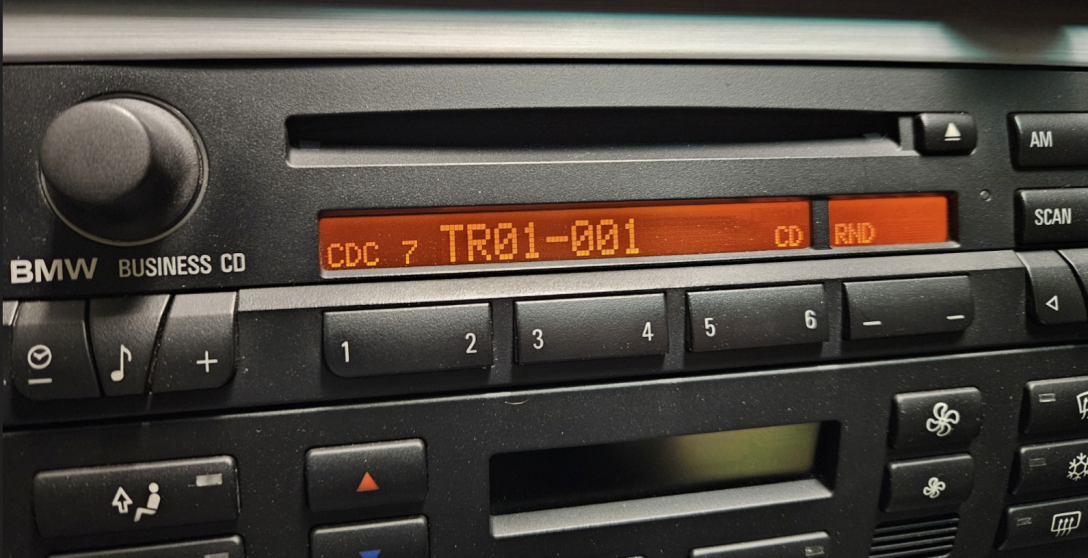 AM
SCAN
CDC 7 TR01-001 CD RND
BMW BUSINESS CD
1 2 3 4 5 6